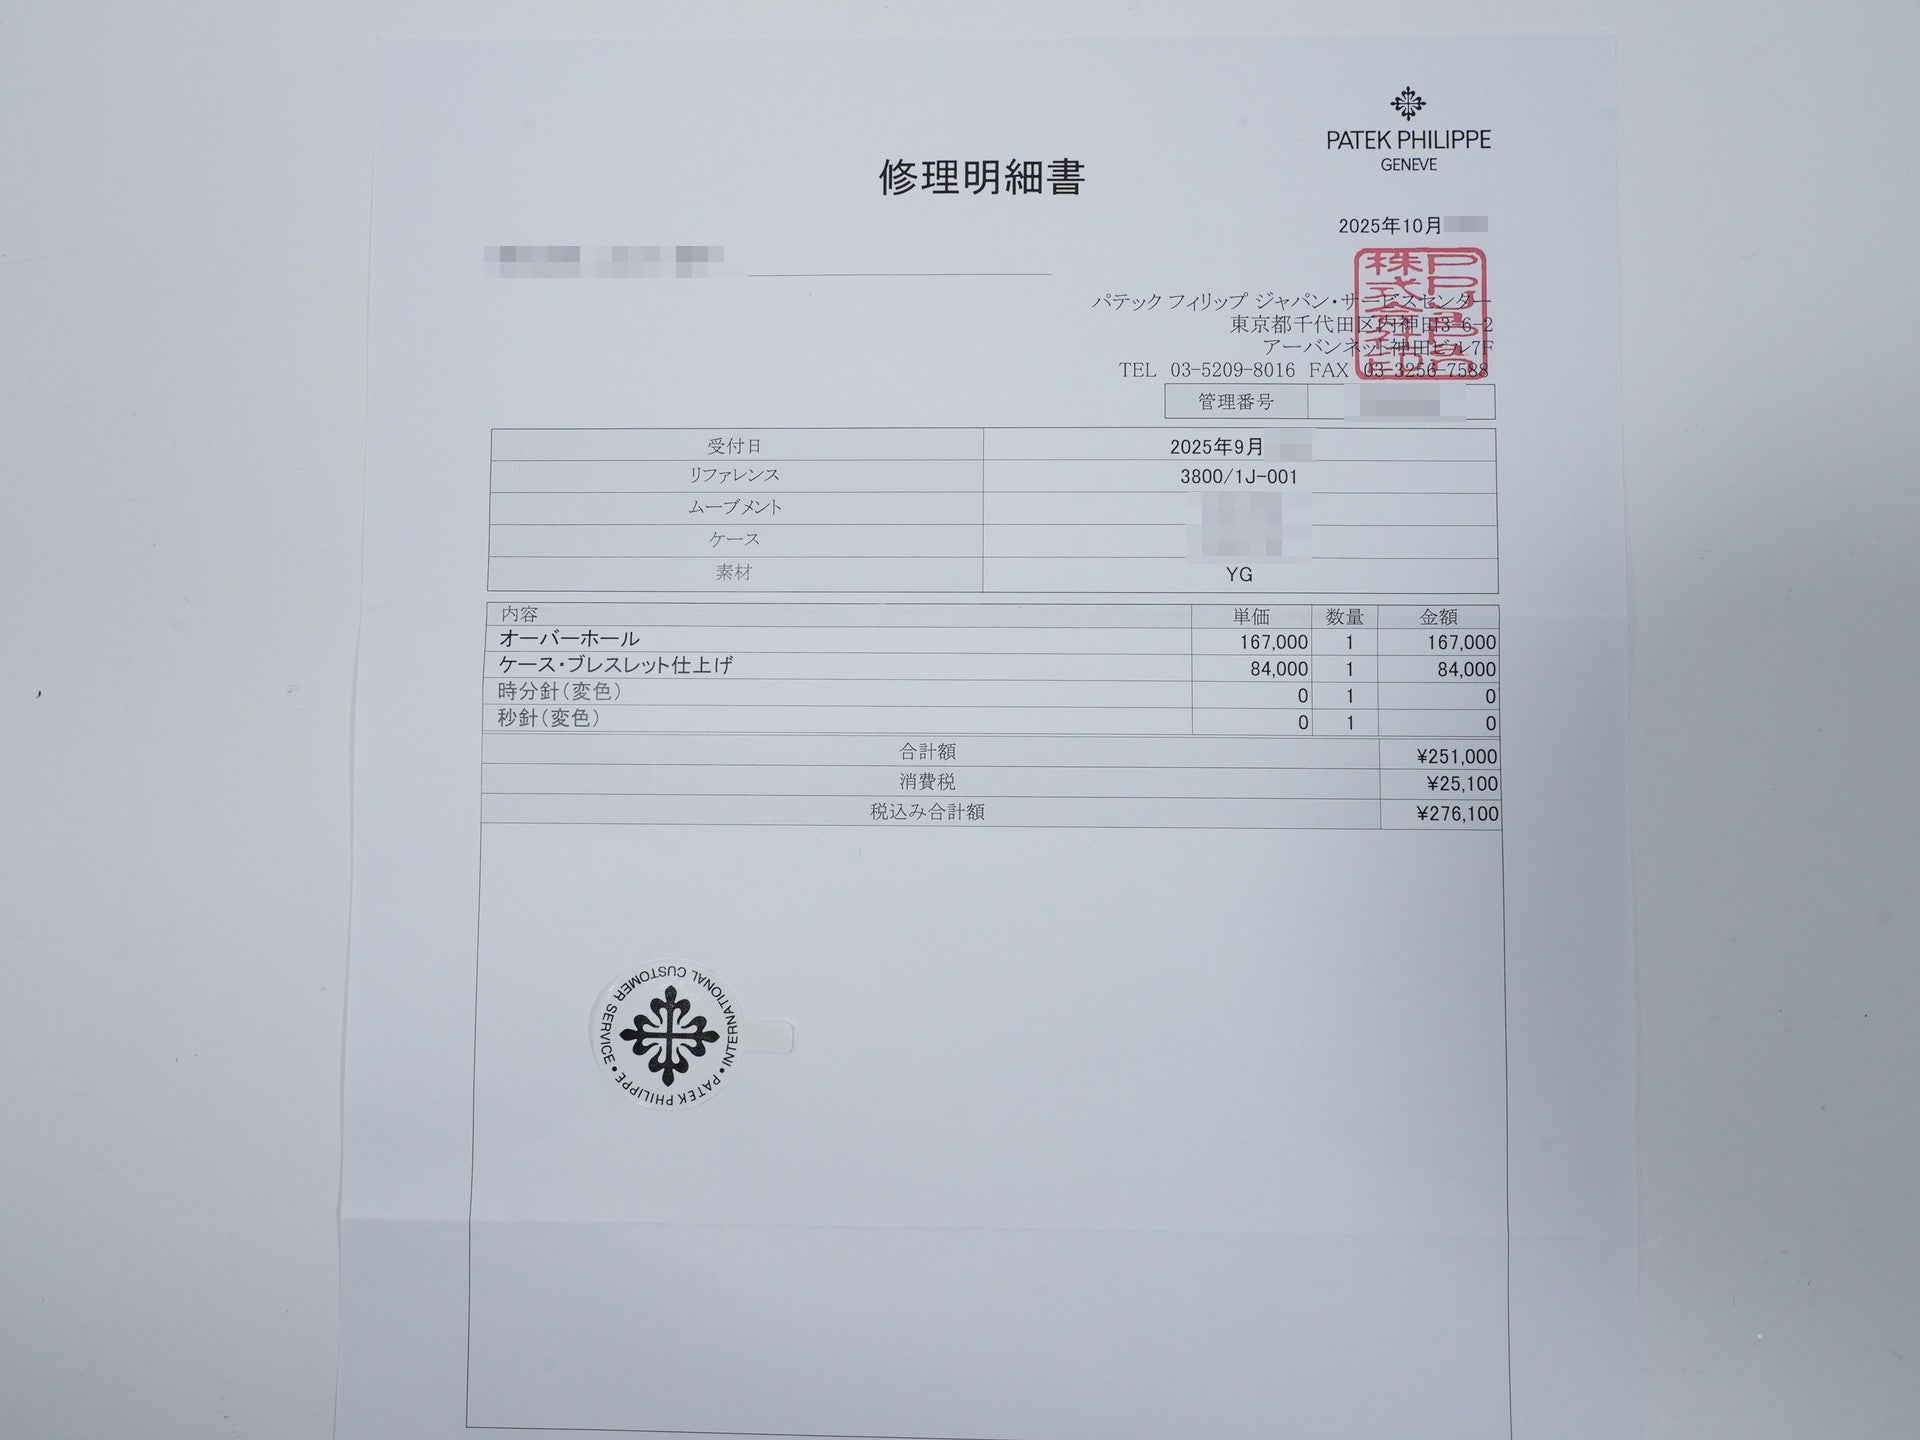 PATEK PHILIPPE
GENEVE
修理明細書
2025年10月
パテック フィリップ ジャパン・サービスセンター
東京都千代田区内神田3-6-2
アーバンネット神田ビル7F
TEL 03-5209-8016 FAX 03-3256-7588
管理番号
受付日 2025年9月
リファレンス 3800/1J-001
ムーブメント
ケース
素材 YG
内容 単価 数量 金額
オーバーホール 167,000 1 167,000
ケース・ブレスレット仕上げ 84,000 1 84,000
時分針(変色) 0 1 0
秒針(変色) 0 1 0
合計額 ¥251,000
消費税 ¥25,100
税込み合計額 ¥276,100
PATEK PHILIPPE • INTERNATIONAL CUSTOMER SERVICE •